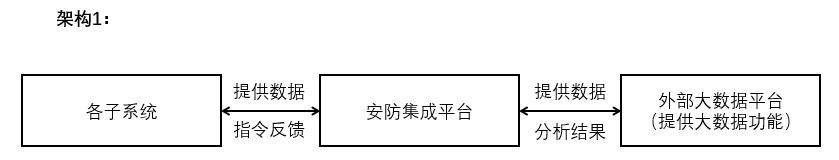 架构1：
各子系统
提供数据
指令反馈
安防集成平台
提供数据
分析结果
外部大数据平台
（提供大数据功能）